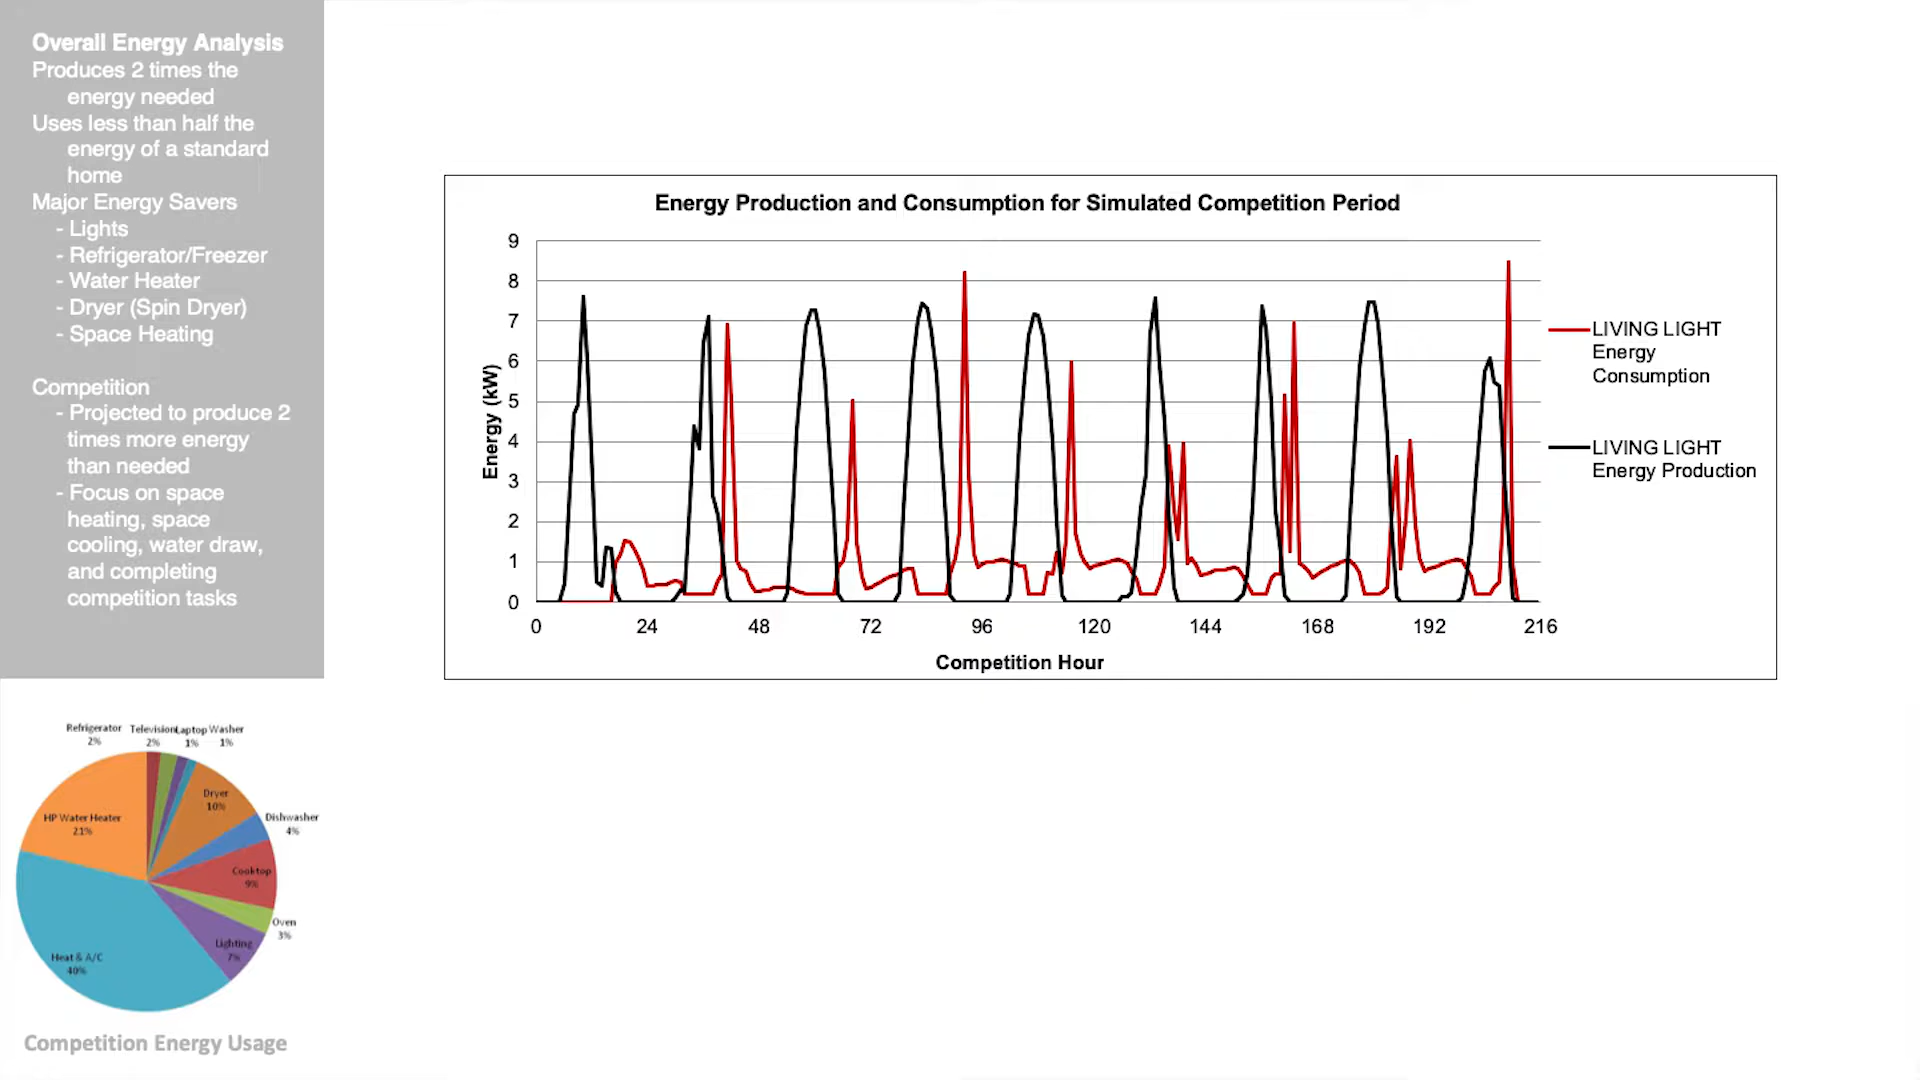 Overall Energy Analysis
Produces 2 times the
energy needed
Uses less than half the
energy of a standard
home
Major Energy Savers
- Lights
- Refrigerator/Freezer
- Water Heater
- Dryer (Spin Dryer)
- Space Heating
Competition
- Projected to produce 2
times more energy
than needed
- Focus on space
heating, space
cooling, water draw,
and completing
competition tasks
Energy Production and Consumption for Simulated Competition Period
Energy (kW)
9
8
7
6
5
4
3
2
1
0
0 24 48 72 96 120 144 168 192 216
Competition Hour
LIVING LIGHT
Energy
Consumption
LIVING LIGHT
Energy Production
Refrigerator
2%
Television
2%
Laptop
1%
Washer
1%
Dryer
10%
Dishwasher
4%
Cooktop
9%
Oven
3%
Lighting
7%
Heat & A/C
40%
HP Water Heater
21%
Competition Energy Usage